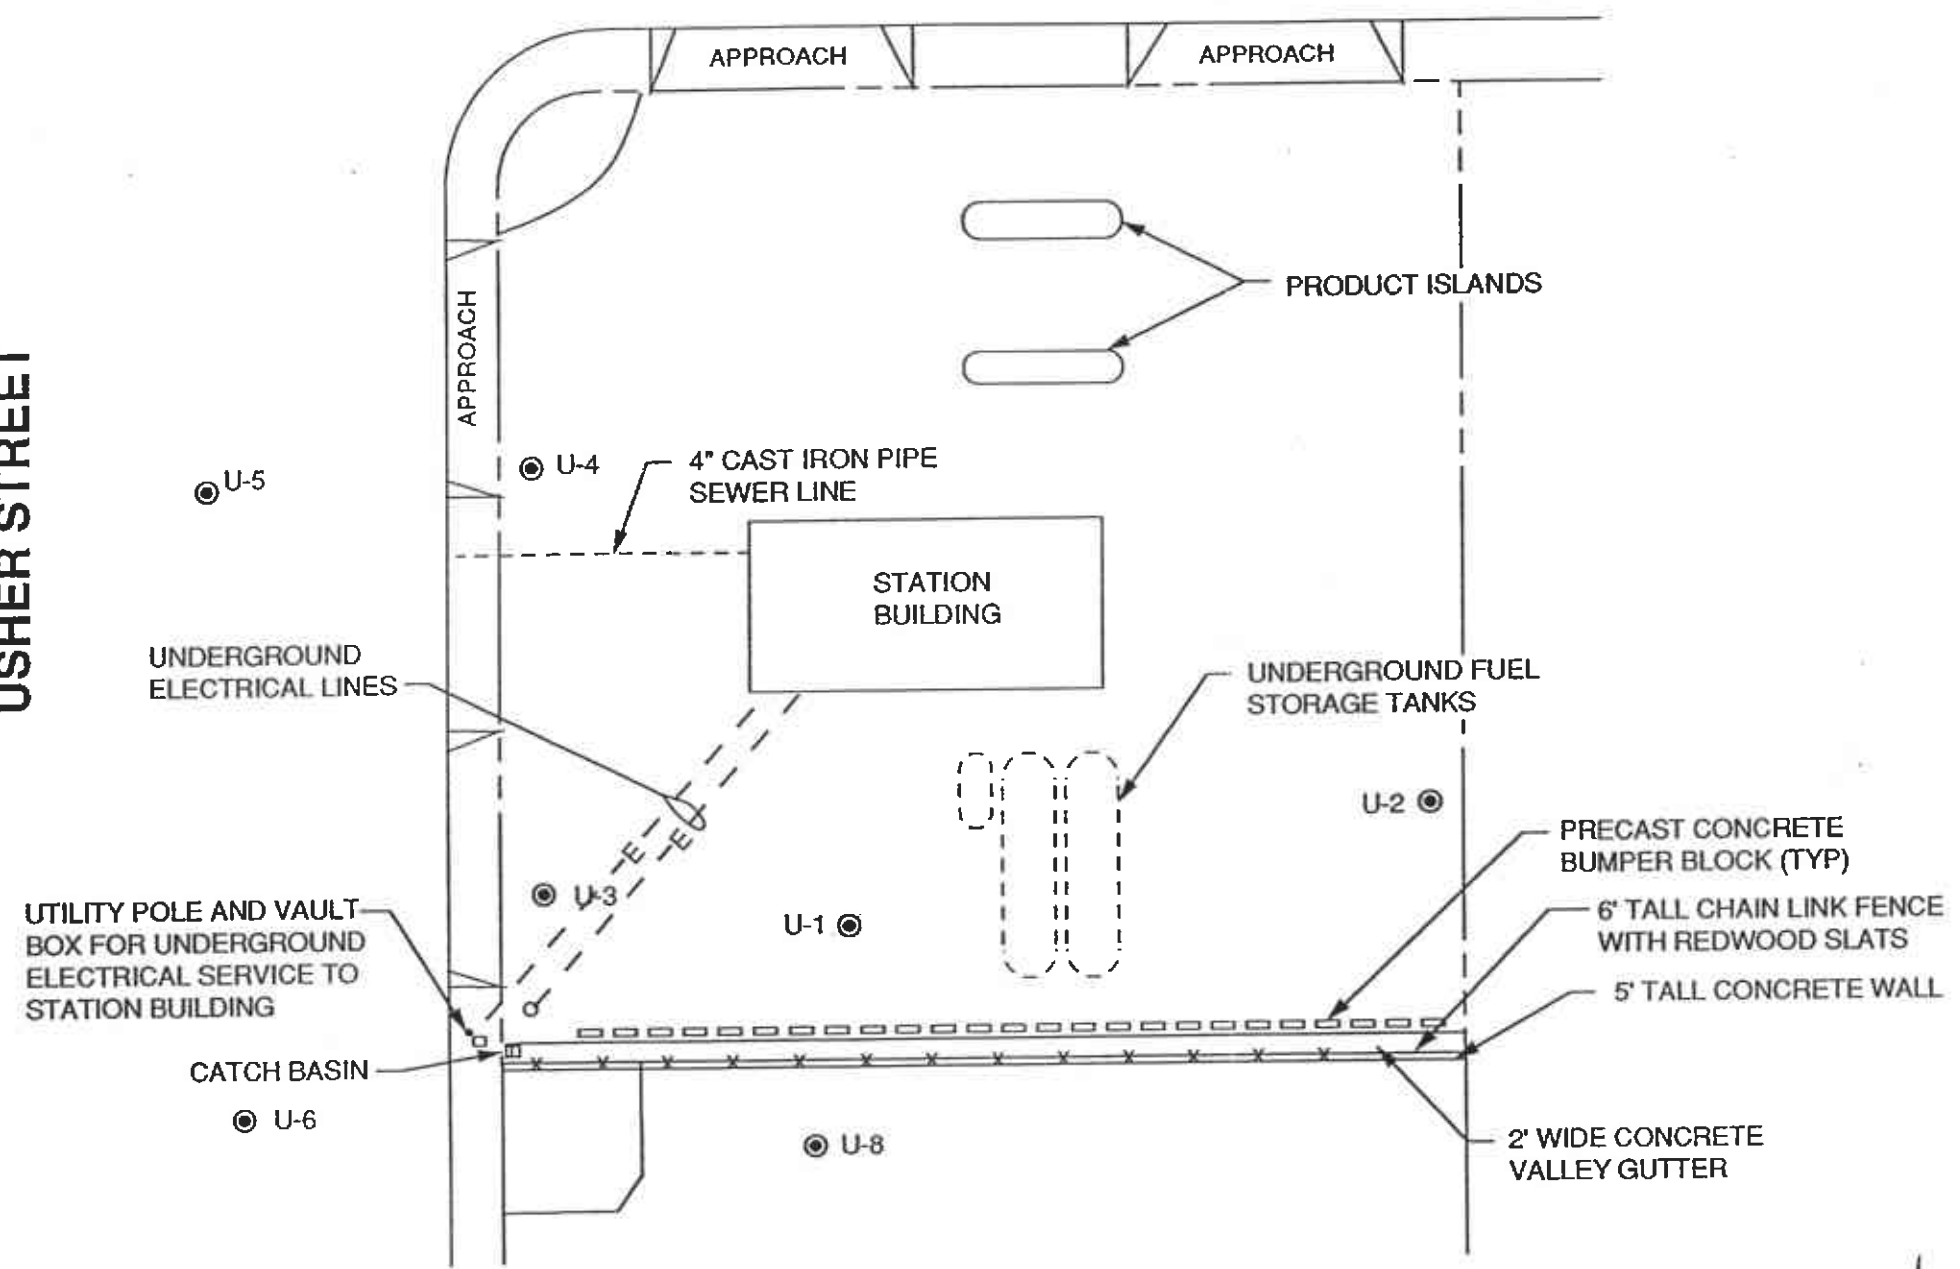 APPROACH
APPROACH
PRODUCT ISLANDS
APPROACH
USHER STREET
U-5
U-4
4" CAST IRON PIPE
SEWER LINE
STATION
BUILDING
UNDERGROUND
ELECTRICAL LINES
UNDERGROUND FUEL
STORAGE TANKS
U-2
PRECAST CONCRETE
BUMPER BLOCK (TYP)
E
E
U-3
U-1
6' TALL CHAIN LINK FENCE
WITH REDWOOD SLATS
UTILITY POLE AND VAULT
BOX FOR UNDERGROUND
ELECTRICAL SERVICE TO
STATION BUILDING
5' TALL CONCRETE WALL
CATCH BASIN
U-6
U-8
2' WIDE CONCRETE
VALLEY GUTTER